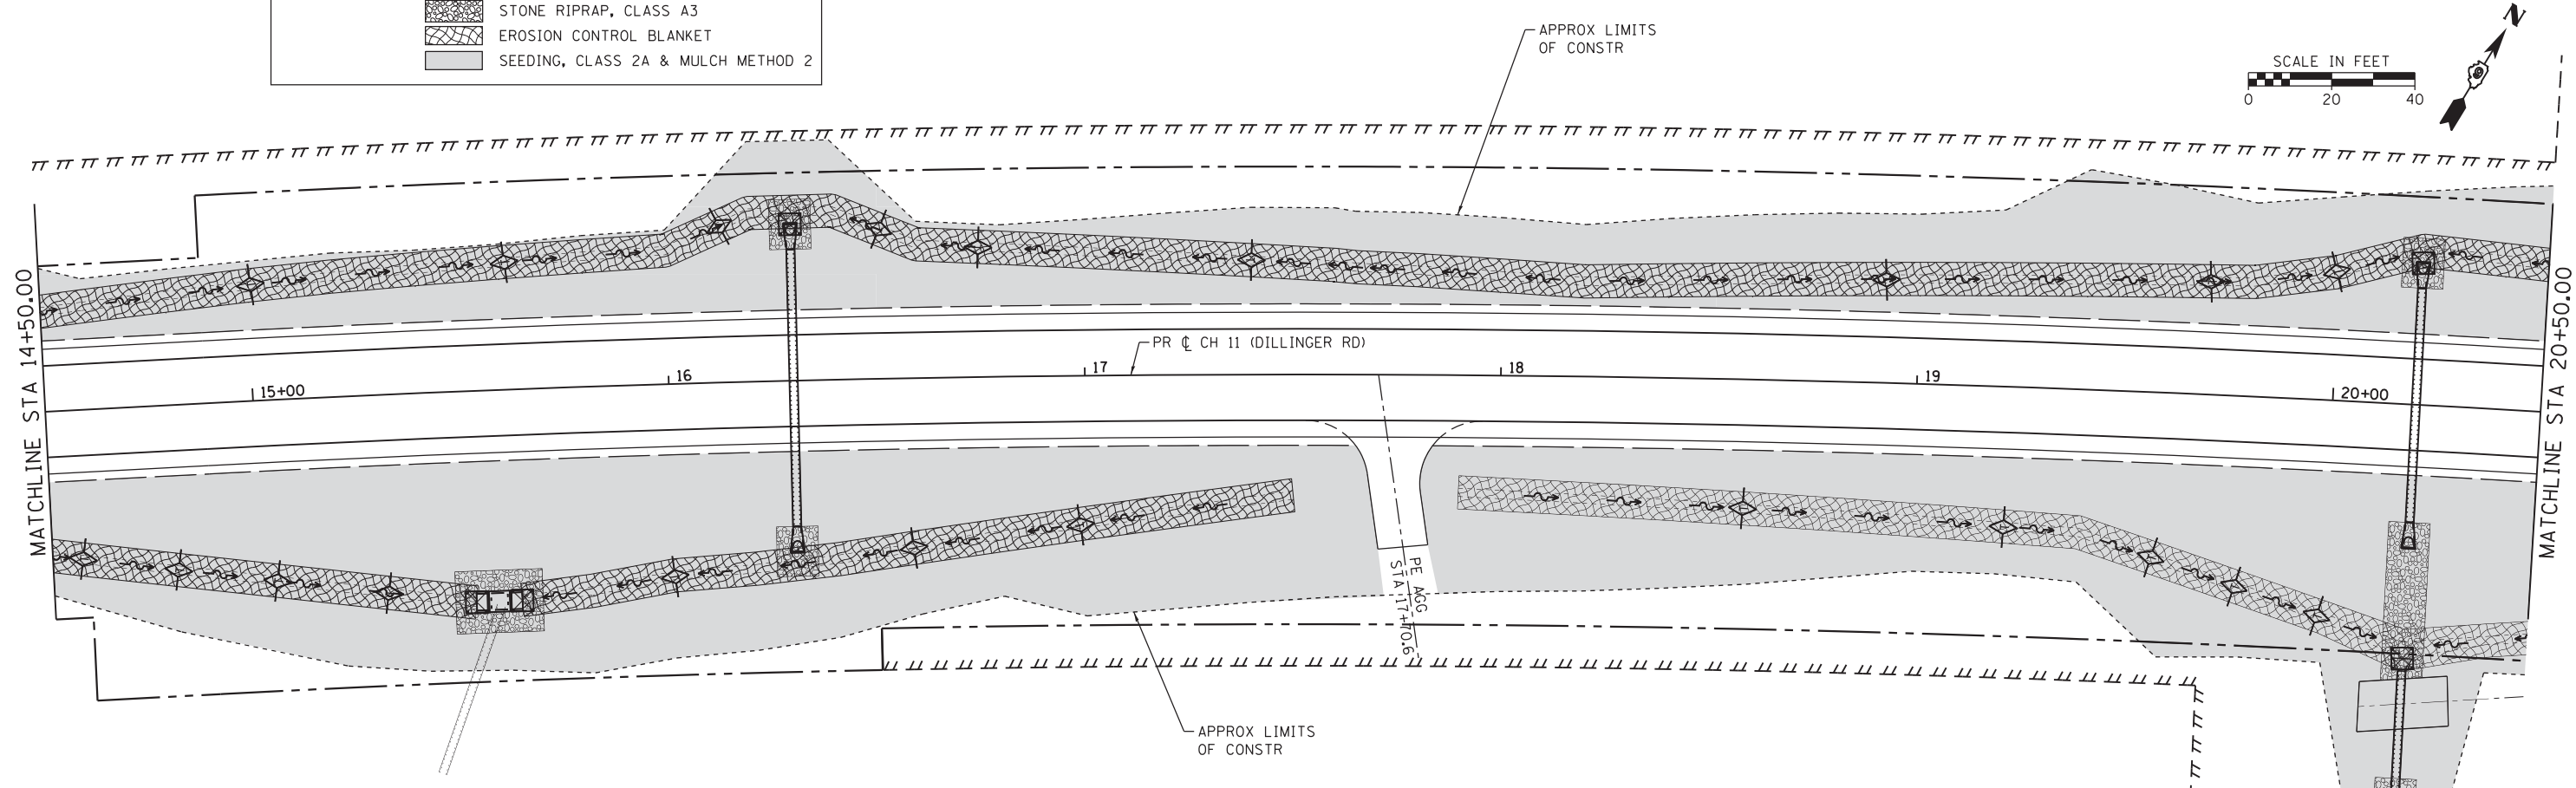 STONE RIPRAP, CLASS A3
EROSION CONTROL BLANKET
SEEDING, CLASS 2A & MULCH METHOD 2
APPROX LIMITS
OF CONSTR
N
SCALE IN FEET
0 20 40
MATCHLINE STA 14+50.00
PR ℄ CH 11 (DILLINGER RD)
15+00
16
17
18
19
20+00
MATCHLINE STA 20+50.00
PE AGG
STA 17+70.6
APPROX LIMITS
OF CONSTR